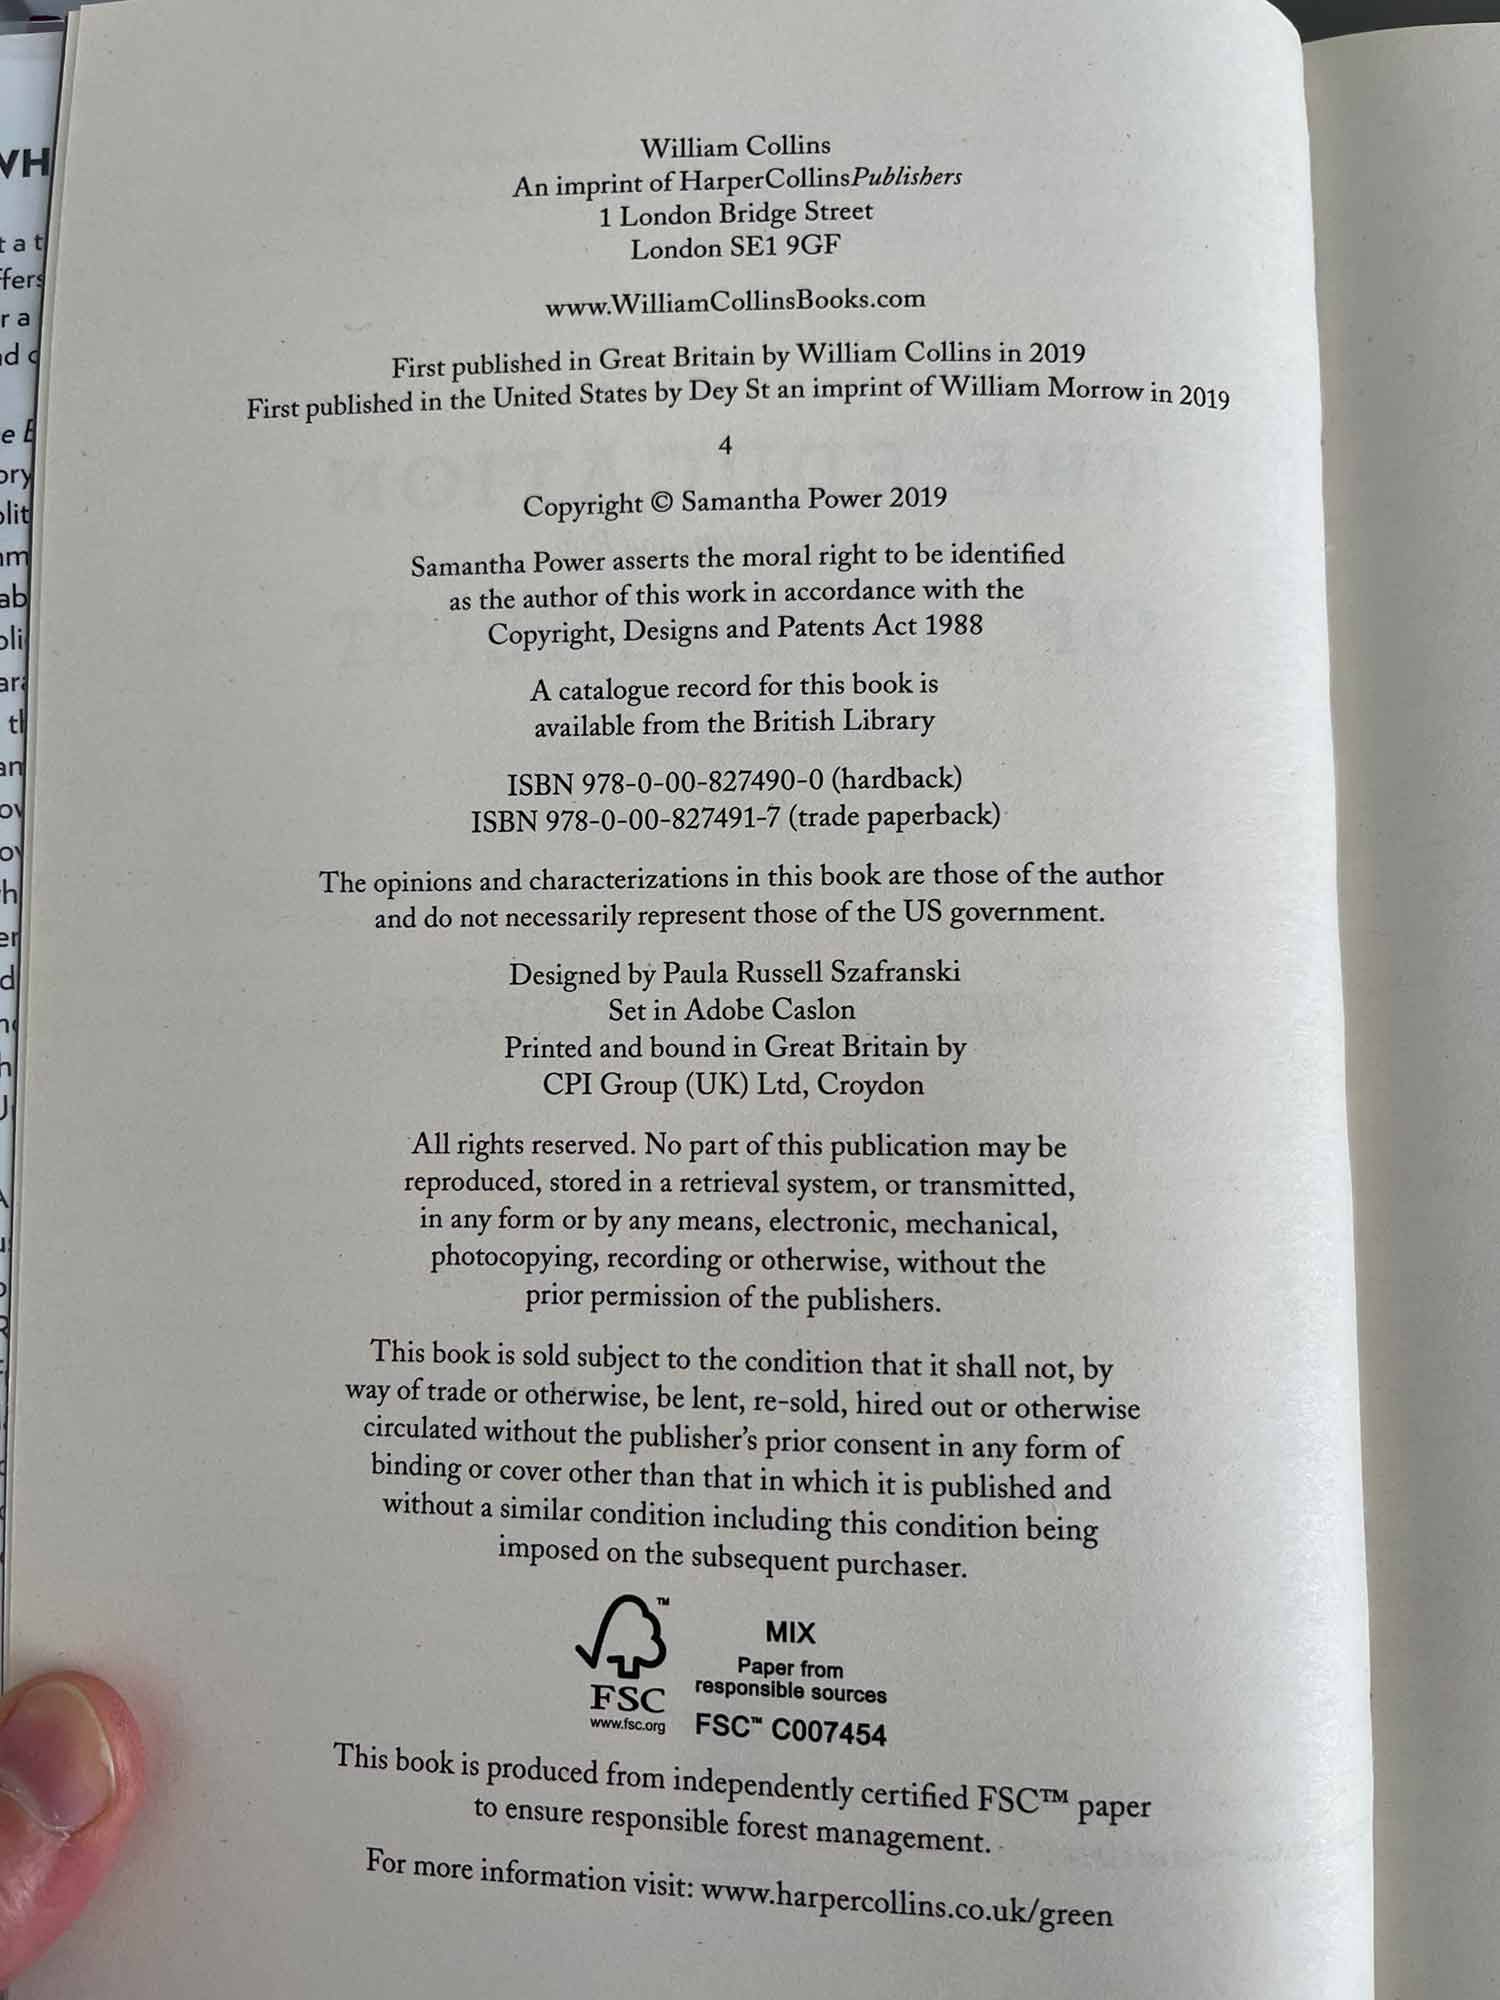 William Collins
An imprint of HarperCollinsPublishers
1 London Bridge Street
London SE1 9GF
www.WilliamCollinsBooks.com
First published in Great Britain by William Collins in 2019
First published in the United States by Dey St an imprint of William Morrow in 2019
4
Copyright © Samantha Power 2019
Samantha Power asserts the moral right to be identified
as the author of this work in accordance with the
Copyright, Designs and Patents Act 1988
A catalogue record for this book is
available from the British Library
ISBN 978-0-00-827490-0 (hardback)
ISBN 978-0-00-827491-7 (trade paperback)
The opinions and characterizations in this book are those of the author
and do not necessarily represent those of the US government.
Designed by Paula Russell Szafranski
Set in Adobe Caslon
Printed and bound in Great Britain by
CPI Group (UK) Ltd, Croydon
All rights reserved. No part of this publication may be
reproduced, stored in a retrieval system, or transmitted,
in any form or by any means, electronic, mechanical,
photocopying, recording or otherwise, without the
prior permission of the publishers.
This book is sold subject to the condition that it shall not, by
way of trade or otherwise, be lent, re-sold, hired out or otherwise
circulated without the publisher's prior consent in any form of
binding or cover other than that in which it is published and
without a similar condition including this condition being
imposed on the subsequent purchaser.
TM
FSC
www.fsc.org
MIX
Paper from
responsible sources
FSC™ C007454
This book is produced from independently certified FSC™ paper
to ensure responsible forest management.
For more information visit: www.harpercollins.co.uk/green